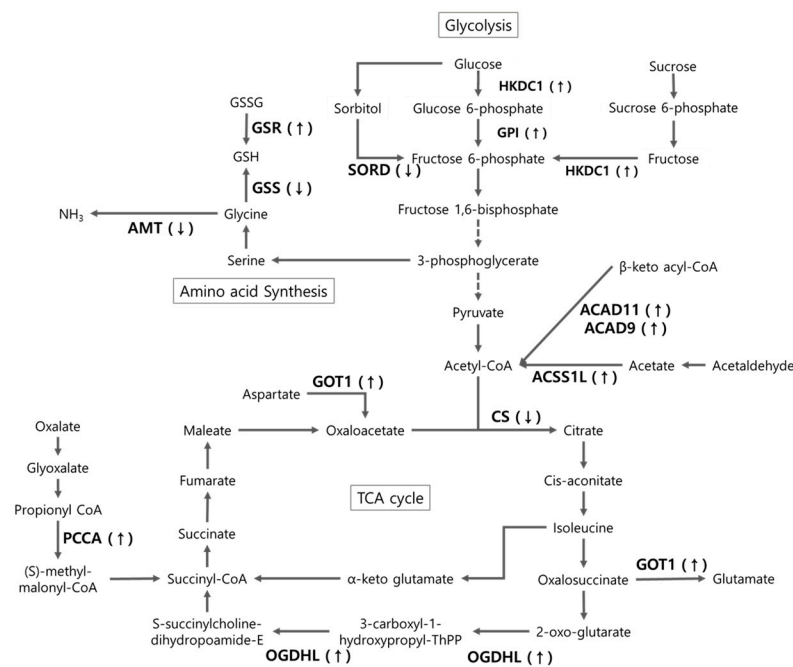 Glycolysis
Glucose
HKDC1 (↑)
Sucrose
GSSG
Sorbitol
Glucose 6-phosphate
Sucrose 6-phosphate
GSR (↑)
GPI (↑)
GSH
SORD (↓)
Fructose 6-phosphate
HKDC1 (↑)
Fructose
GSS (↓)
NH3
AMT (↓)
Glycine
Fructose 1,6-bisphosphate
Serine
3-phosphoglycerate
β-keto acyl-CoA
Amino acid Synthesis
ACAD11 (↑)
ACAD9 (↑)
Pyruvate
Acetyl-CoA
ACSS1L (↑)
Acetate
Acetaldehyde
GOT1 (↑)
Aspartate
CS (↓)
Oxalate
Maleate
Oxaloacetate
Citrate
Glyoxalate
Fumarate
Cis-aconitate
TCA cycle
Propionyl CoA
PCCA (↑)
Succinate
Isoleucine
GOT1 (↑)
(S)-methyl-
malonyl-CoA
Succinyl-CoA
α-keto glutamate
Oxalosuccinate
Glutamate
S-succinylcholine-
dihydropoamide-E
3-carboxyl-1-
hydroxypropyl-ThPP
2-oxo-glutarate
OGDHL (↑)
OGDHL (↑)